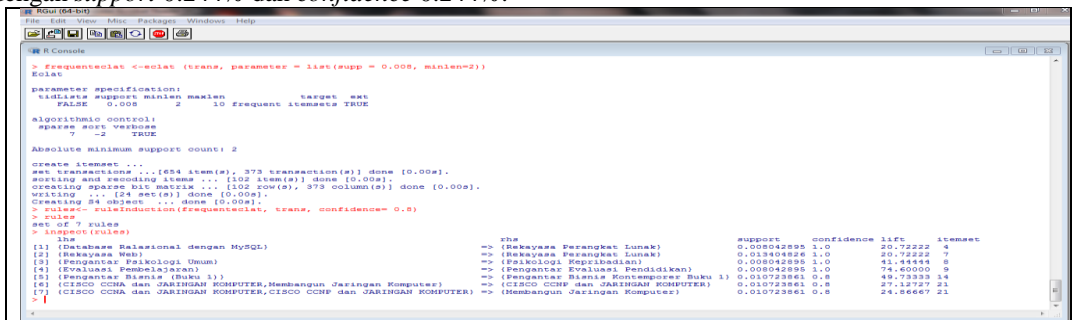 dengan support 0.244% dan confidence 0.244%.
RGui (64-bit)
File Edit View Misc Packages Windows Help
R Console
> frequenteclat <-eclat (trans, parameter = list(supp = 0.008, minlen=2))
Eclat
parameter specification:
tidLists support minlen maxlen target ext
FALSE 0.008 2 10 frequent itemsets TRUE
algorithmic control:
sparse sort verbose
7 -2 TRUE
Absolute minimum support count: 2
create itemset ...
set transactions ...[654 item(s), 373 transaction(s)] done [0.00s].
sorting and recoding items ... [102 item(s)] done [0.00s].
creating sparse bit matrix ... [102 row(s), 373 column(s)] done [0.00s].
writing ... [24 set(s)] done [0.00s].
Creating S4 object ... done [0.00s].
> rules<- ruleInduction(frequenteclat, trans, confidence= 0.8)
> rules
set of 7 rules
> inspect(rules)
lhs rhs support confidence lift itemset
[1] {Database Ralasional dengan MySQL} => {Rekayasa Perangkat Lunak} 0.008042895 1.0 20.72222 4
[2] {Rekayasa Web} => {Rekayasa Perangkat Lunak} 0.013404826 1.0 20.72222 7
[3] {Pengantar Psikologi Umum} => {Psikologi Kepribadian} 0.008042895 1.0 41.44444 8
[4] {Evaluasi Pembelajaran} => {Pengantar Evaluasi Pendidikan} 0.008042895 1.0 74.60000 9
[5] {Pengantar Bisnis (Buku 1)} => {Pengantar Bisnis Kontemporer Buku 1} 0.010723861 0.8 49.73333 14
[6] {CISCO CCNA dan JARINGAN KOMPUTER,Membangun Jaringan Komputer} => {CISCO CCNP dan JARINGAN KOMPUTER} 0.010723861 0.8 27.12727 21
[7] {CISCO CCNA dan JARINGAN KOMPUTER,CISCO CCNP dan JARINGAN KOMPUTER} => {Membangun Jaringan Komputer} 0.010723861 0.8 24.86667 21
>